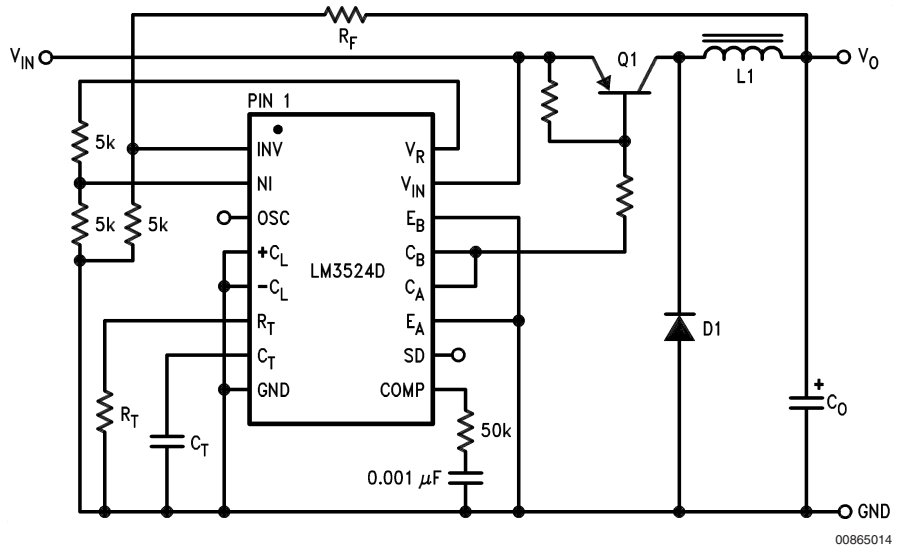 R_F
V_IN
Q1
L1
V_O
PIN 1
5k
INV
V_R
NI
V_IN
5k
5k
OSC
E_B
+C_L
C_B
LM3524D
−C_L
C_A
R_T
E_A
D1
C_T
SD
GND
COMP
+
C_O
R_T
C_T
50k
0.001 μF
GND
00865014